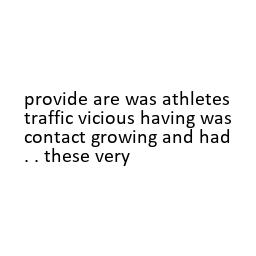 provide are was athletes
traffic vicious having was
contact growing and had
. . these very